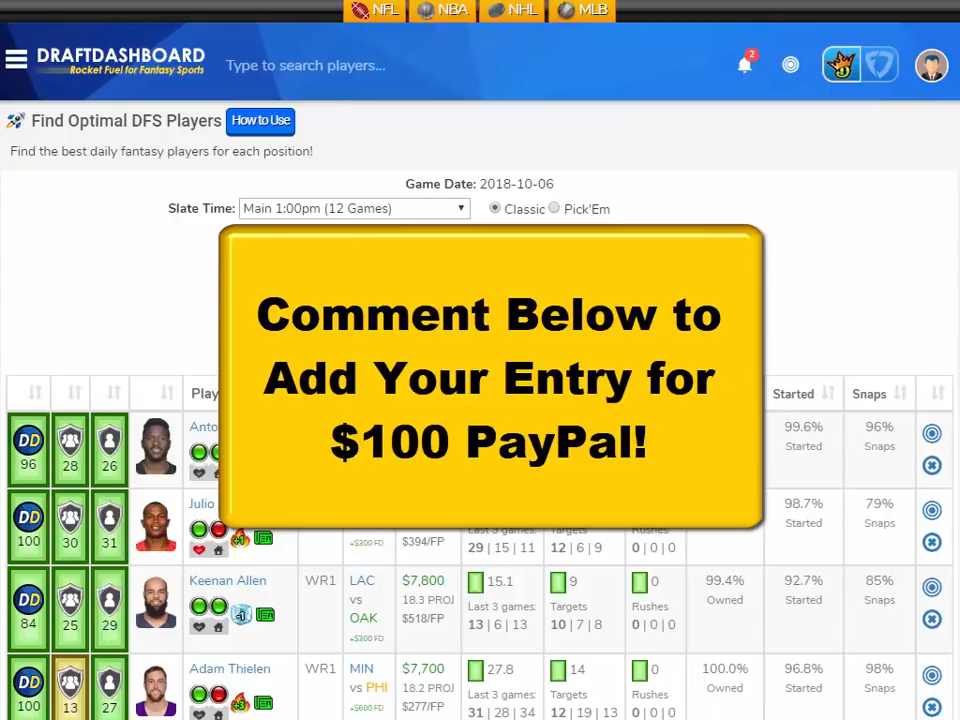 NFL NBA NHL MLB
DRAFTDASHBOARD
Rocket Fuel for Fantasy Sports
Type to search players...
2
Find Optimal DFS Players How to Use
Find the best daily fantasy players for each position!
Game Date: 2018-10-06
Slate Time: Main 1:00pm (12 Games) Classic Pick'Em
Comment Below to
Add Your Entry for
$100 PayPal!
Play Started Snaps
DD 96 28 26 Anto 99.6% Started 96% Snaps
DD 100 30 31 Julio +1 +$300 FD $394/FP Last 3 games: 29 | 15 | 11 Targets 12 | 6 | 9 Rushes 0 | 0 | 0 98.7% Started 79% Snaps
DD 84 25 29 Keenan Allen -1 WR1 LAC vs OAK +$300 FD $7,800 18.3 PROJ $518/FP 15.1 Last 3 games: 13 | 6 | 13 9 Targets 10 | 7 | 8 0 Rushes 0 | 0 | 0 99.4% Owned 92.7% Started 85% Snaps
DD 100 13 27 Adam Thielen +3 WR1 MIN vs PHI +$600 FD $7,700 18.2 PROJ $277/FP 27.8 Last 3 games: 31 | 28 | 34 14 Targets 12 | 19 | 13 0 Rushes 0 | 0 | 0 100.0% Owned 96.8% Started 98% Snaps